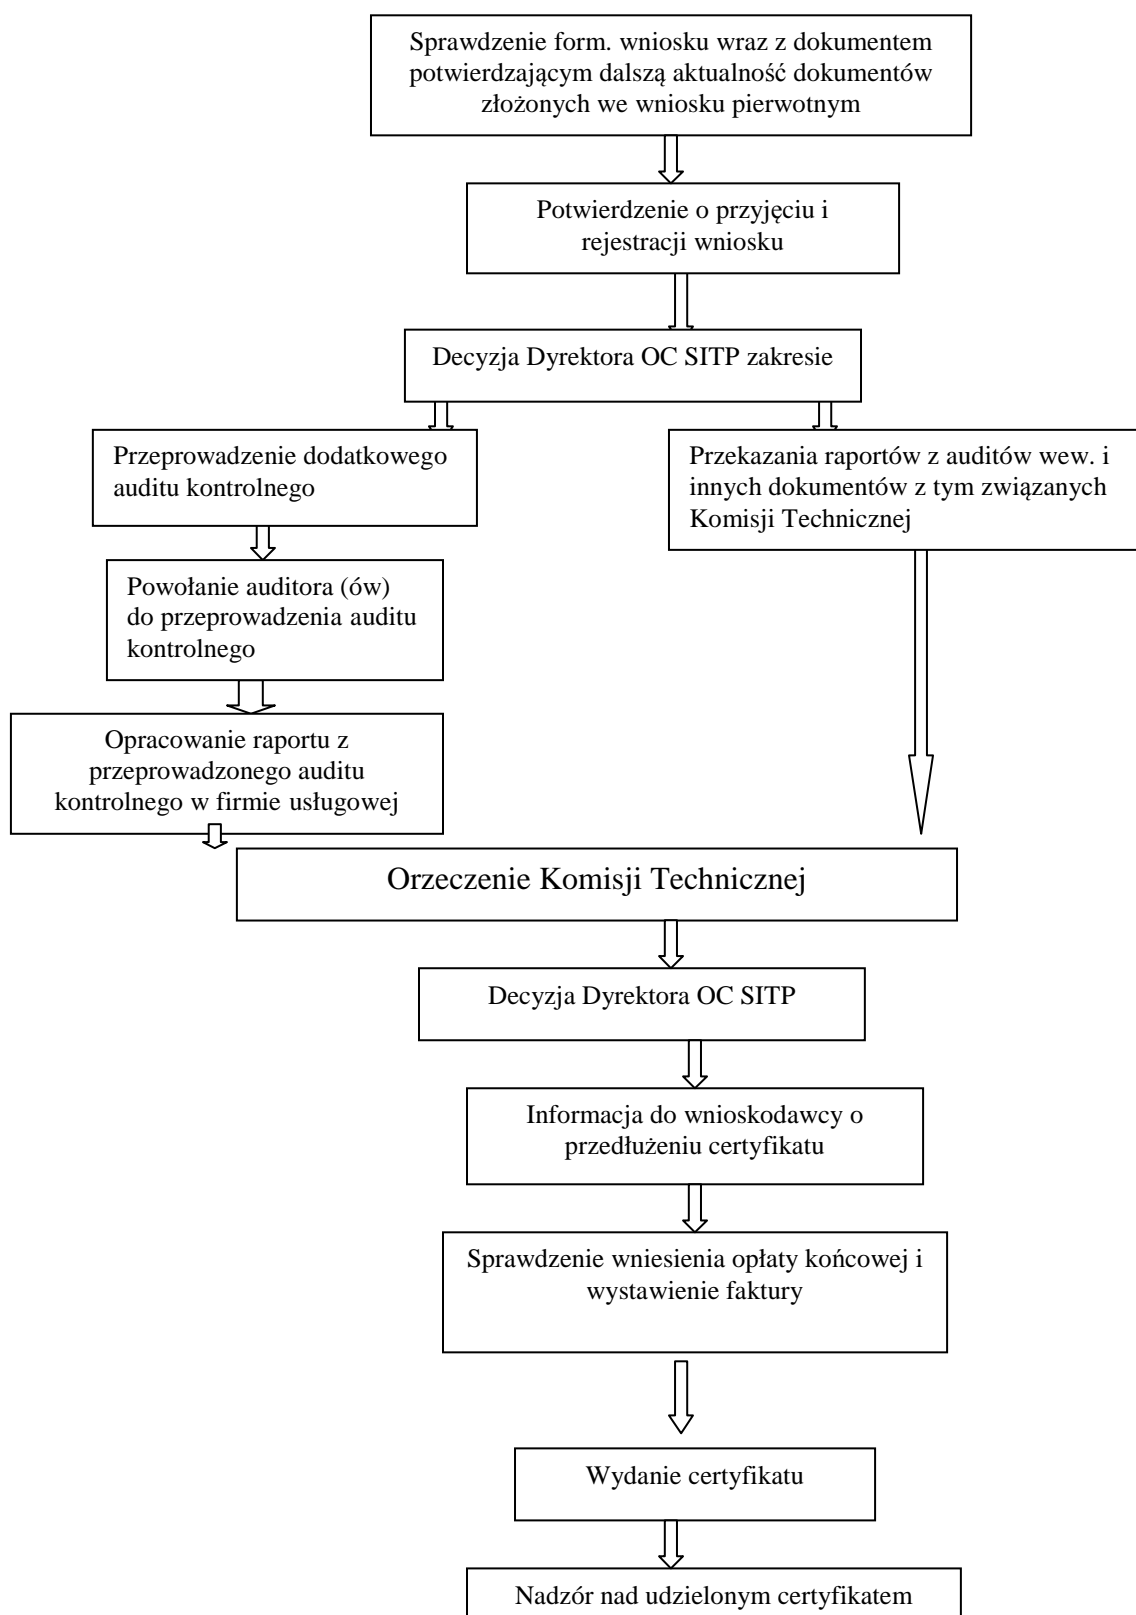 Sprawdzenie form. wniosku wraz z dokumentem
potwierdzającym dalszą aktualność dokumentów
złożonych we wniosku pierwotnym
Potwierdzenie o przyjęciu i
rejestracji wniosku
Decyzja Dyrektora OC SITP zakresie
Przeprowadzenie dodatkowego
auditu kontrolnego
Przekazania raportów z auditów wew. i
innych dokumentów z tym związanych
Komisji Technicznej
Powołanie auditora (ów)
do przeprowadzenia auditu
kontrolnego
Opracowanie raportu z
przeprowadzonego auditu
kontrolnego w firmie usługowej
Orzeczenie Komisji Technicznej
Decyzja Dyrektora OC SITP
Informacja do wnioskodawcy o
przedłużeniu certyfikatu
Sprawdzenie wniesienia opłaty końcowej i
wystawienie faktury
Wydanie certyfikatu
Nadzór nad udzielonym certyfikatem